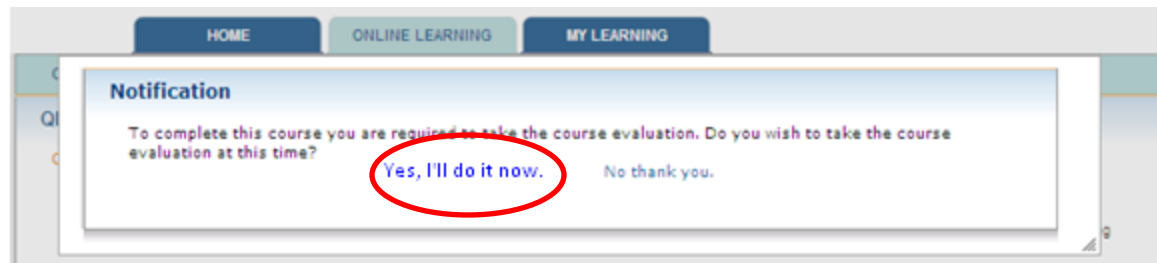 HOME ONLINE LEARNING MY LEARNING
Notification
To complete this course you are required to take the course evaluation. Do you wish to take the course
evaluation at this time?
Yes, I'll do it now. No thank you.